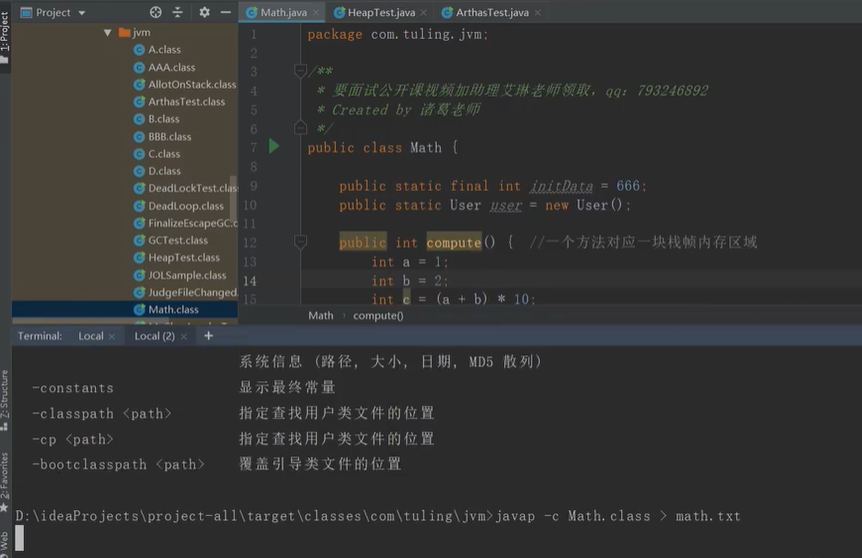 Project
Math.java
HeapTest.java
ArthasTest.java
1: Project
jvm
A.class
AAA.class
AllotOnStack.class
ArthasTest.class
B.class
BBB.class
C.class
D.class
DeadLockTest.clas
DeadLoop.class
FinalizeEscapeGC.c
GCTest.class
HeapTest.class
JOLSample.class
JudgeFileChanged.
Math.class
1 package com.tuling.jvm;
2
3 /**
4 * 要面试公开课视频加助理艾琳老师领取，qq：793246892
5 * Created by 诸葛老师
6 */
7 public class Math {
8
9 public static final int initData = 666;
10 public static User user = new User();
11
12 public int compute() { //一个方法对应一块栈帧内存区域
13 int a = 1;
14 int b = 2;
15 int c = (a + b) * 10;
Math › compute()
Terminal: Local × Local (2) × +
系统信息 (路径, 大小, 日期, MD5 散列)
-constants 显示最终常量
-classpath <path> 指定查找用户类文件的位置
-cp <path> 指定查找用户类文件的位置
-bootclasspath <path> 覆盖引导类文件的位置
D:\ideaProjects\project-all\target\classes\com\tuling\jvm>javap -c Math.class > math.txt
7: Structure
2: Favorites
Web